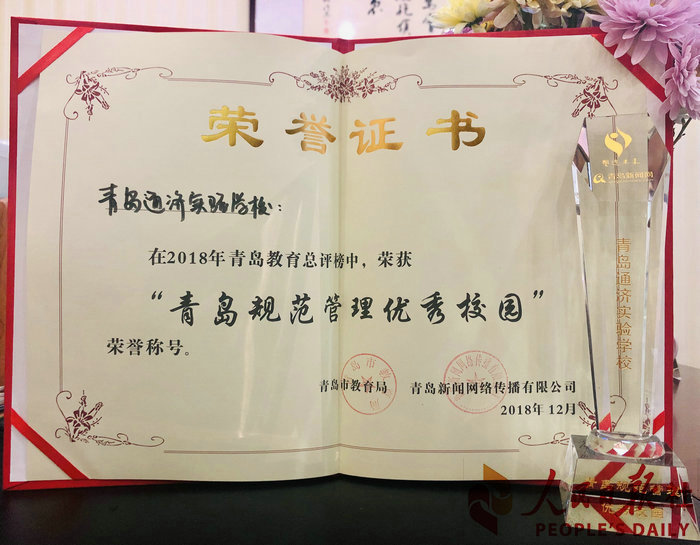 荣誉证书
青岛通济实验学校：
在2018年青岛教育总评榜中，荣获
“青岛规范管理优秀校园”
荣誉称号。
青岛市教育局 青岛新闻网络传播有限公司
2018年12月
青岛新闻网
青岛通济实验学校
人民日报社
PEOPLE'S DAILY